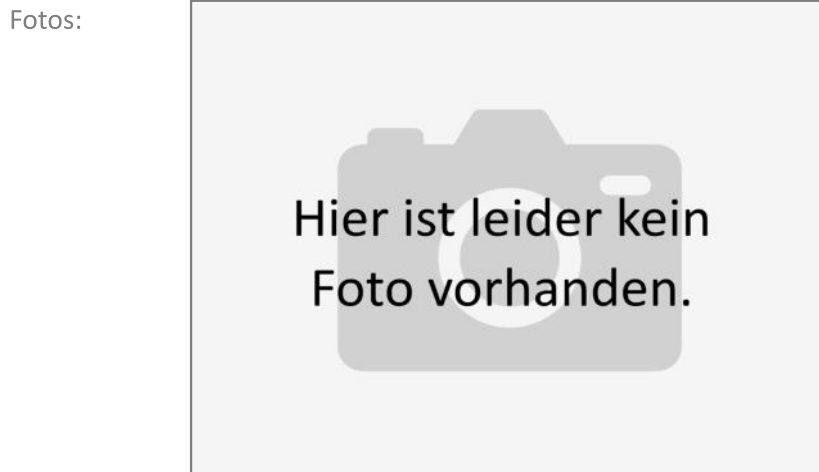 Fotos:
Hier ist leider kein
Foto vorhanden.